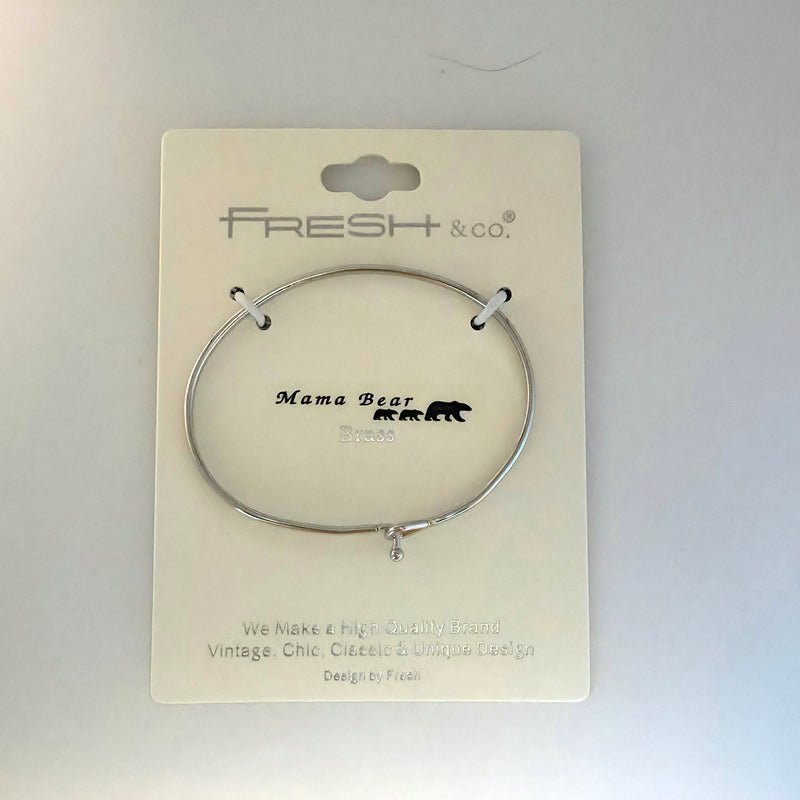 FRESH &co.®
Mama Bear
Brass
We Make a High Quality Brand
Vintage, Chic, Classic & Unique Design
Design by Fresh